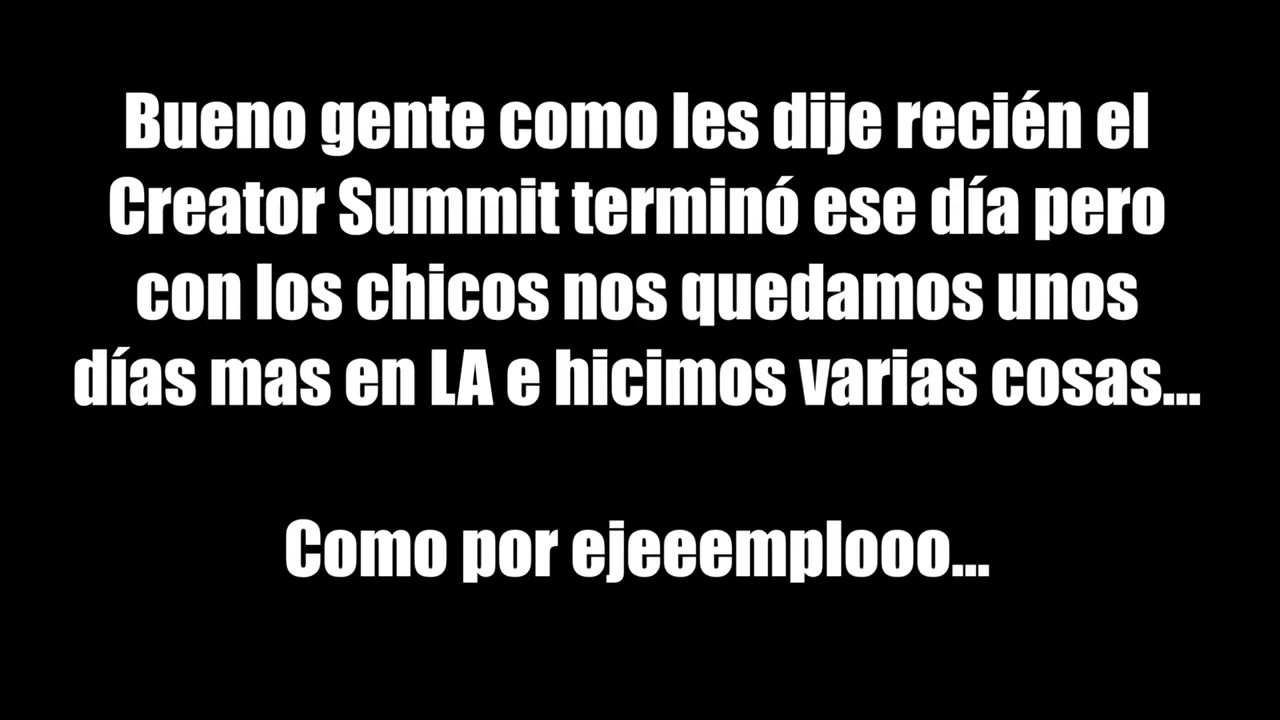 Bueno gente como les dije recién el
Creator Summit terminó ese día pero
con los chicos nos quedamos unos
días mas en LA e hicimos varias cosas...
Como por ejeeemplooo...